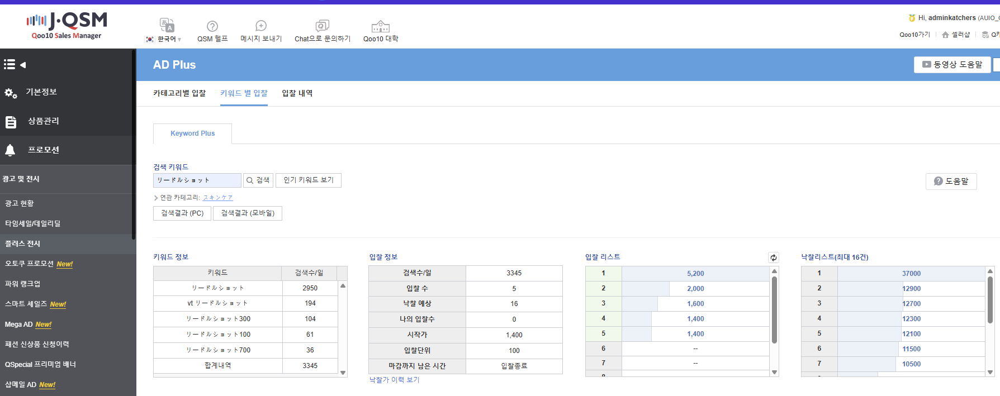 J·QSM
Qoo10 Sales Manager
한국어
QSM 헬프
메시지 보내기
Chat으로 문의하기
Qoo10 대학
Hi, adminkatchers (AUIO_
Qoo10가기
셀러샵
기본정보
상품관리
프로모션
광고 및 전시
광고 현황
타임세일/데일리딜
플러스 전시
오토쿠 프로모션 New!
파워 랭크업
스마트 세일즈 New!
Mega AD New!
패션 신상품 신청이력
QSpecial 프리미엄 배너
샵메일 AD New!
AD Plus
동영상 도움말
카테고리별 입찰
키워드 별 입찰
입찰 내역
Keyword Plus
검색 키워드
リードルショット
검색
인기 키워드 보기
도움말
연관 카테고리: スキンケア
검색결과 (PC)
검색결과 (모바일)
키워드 정보
키워드 검색수/일
リードルショット 2950
vt リードルショット 194
リードルショット300 104
リードルショット100 61
リードルショット700 36
합계내역 3345
입찰 정보
검색수/일 3345
입찰 수 5
낙찰 예상 16
나의 입찰수 0
시작가 1,400
입찰단위 100
마감까지 남은 시간 입찰종료
낙찰가 이력 보기
입찰 리스트
1 5,200
2 2,000
3 1,600
4 1,400
5 1,400
6 --
7 --
낙찰리스트(최대 16건)
1 37000
2 12900
3 12700
4 12300
5 12100
6 11500
7 10500